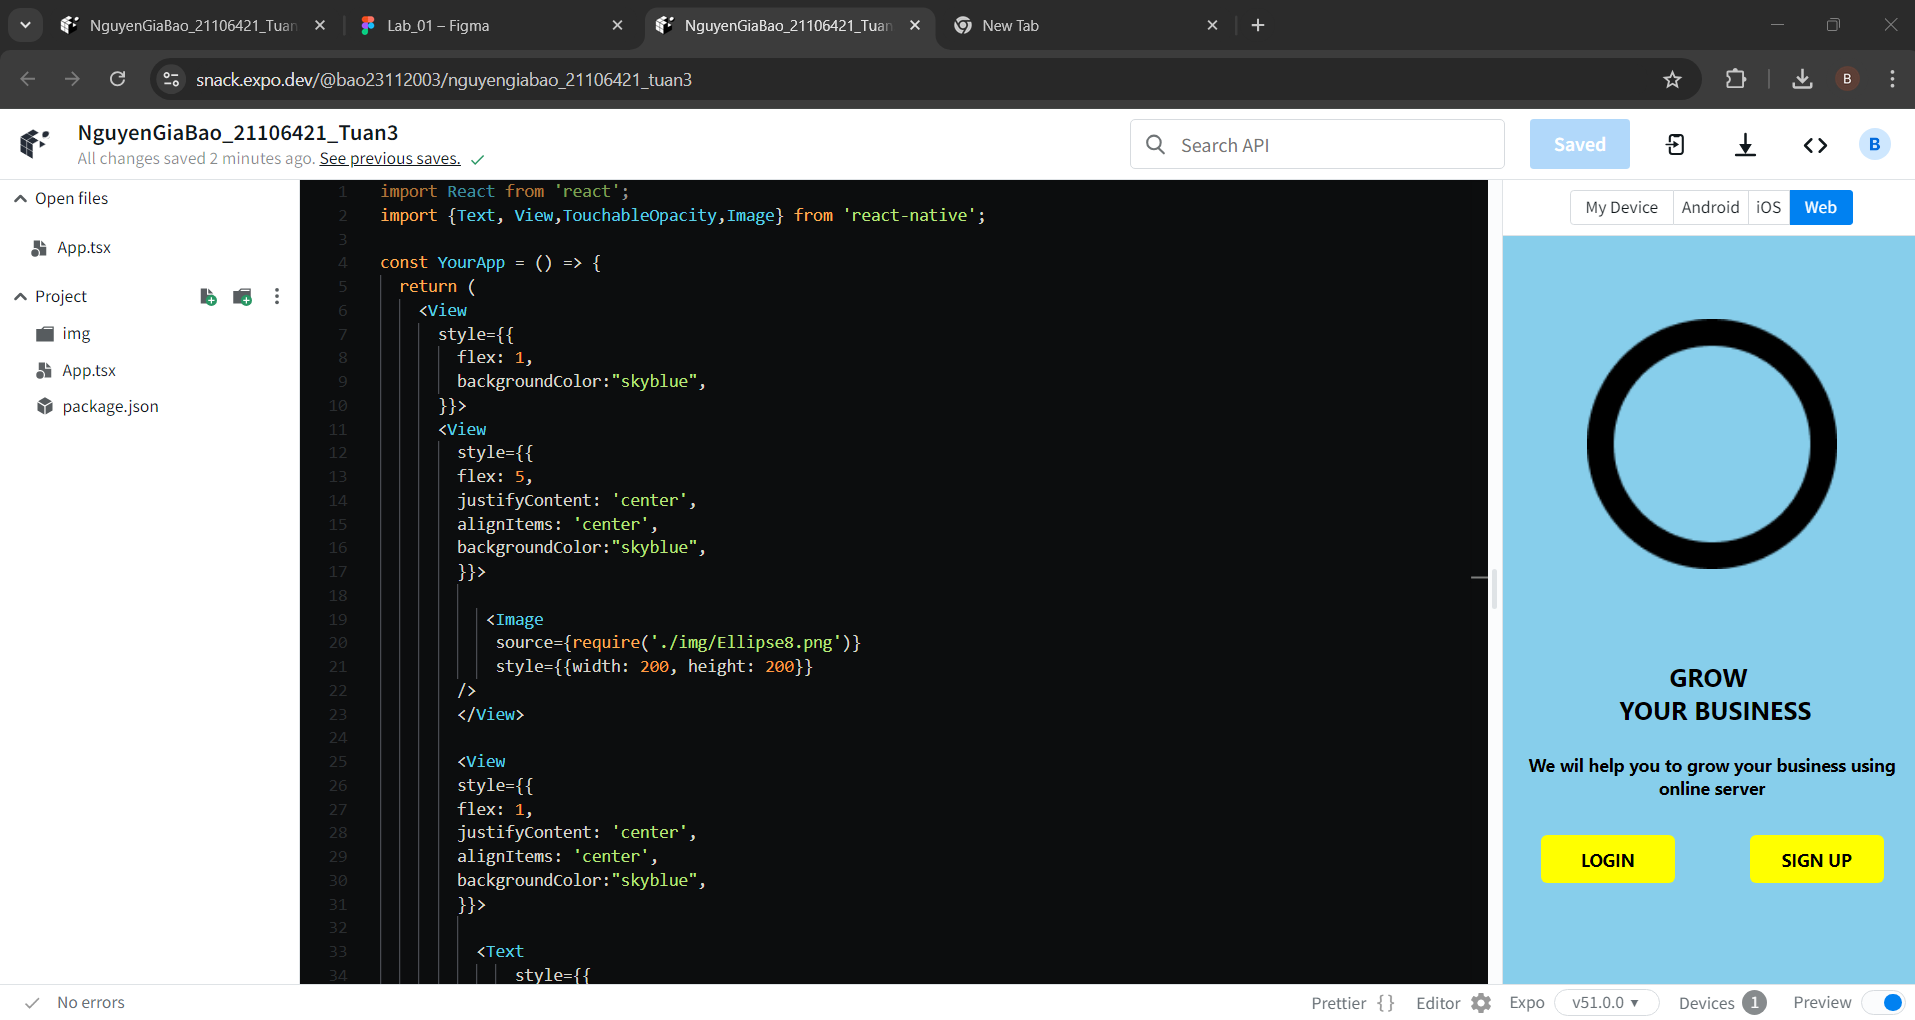 NguyenGiaBao_21106421_Tuan
Lab_01 – Figma
NguyenGiaBao_21106421_Tuan
New Tab
snack.expo.dev/@bao23112003/nguyengiabao_21106421_tuan3
B
NguyenGiaBao_21106421_Tuan3
All changes saved 2 minutes ago. See previous saves.
Search API
Saved
B
Open files
App.tsx
Project
img
App.tsx
package.json
1 import React from 'react';
2 import {Text, View,TouchableOpacity,Image} from 'react-native';
3
4 const YourApp = () => {
5 return (
6 <View
7 style={{
8 flex: 1,
9 backgroundColor:"skyblue",
10 }}>
11 <View
12 style={{
13 flex: 5,
14 justifyContent: 'center',
15 alignItems: 'center',
16 backgroundColor:"skyblue",
17 }}>
18
19 <Image
20 source={require('./img/Ellipse8.png')}
21 style={{width: 200, height: 200}}
22 />
23 </View>
24
25 <View
26 style={{
27 flex: 1,
28 justifyContent: 'center',
29 alignItems: 'center',
30 backgroundColor:"skyblue",
31 }}>
32
33 <Text
34 style={{
My Device Android iOS Web
GROW
YOUR BUSINESS
We wil help you to grow your business using
online server
LOGIN
SIGN UP
No errors
Prettier {}
Editor
Expo
v51.0.0
Devices 1
Preview